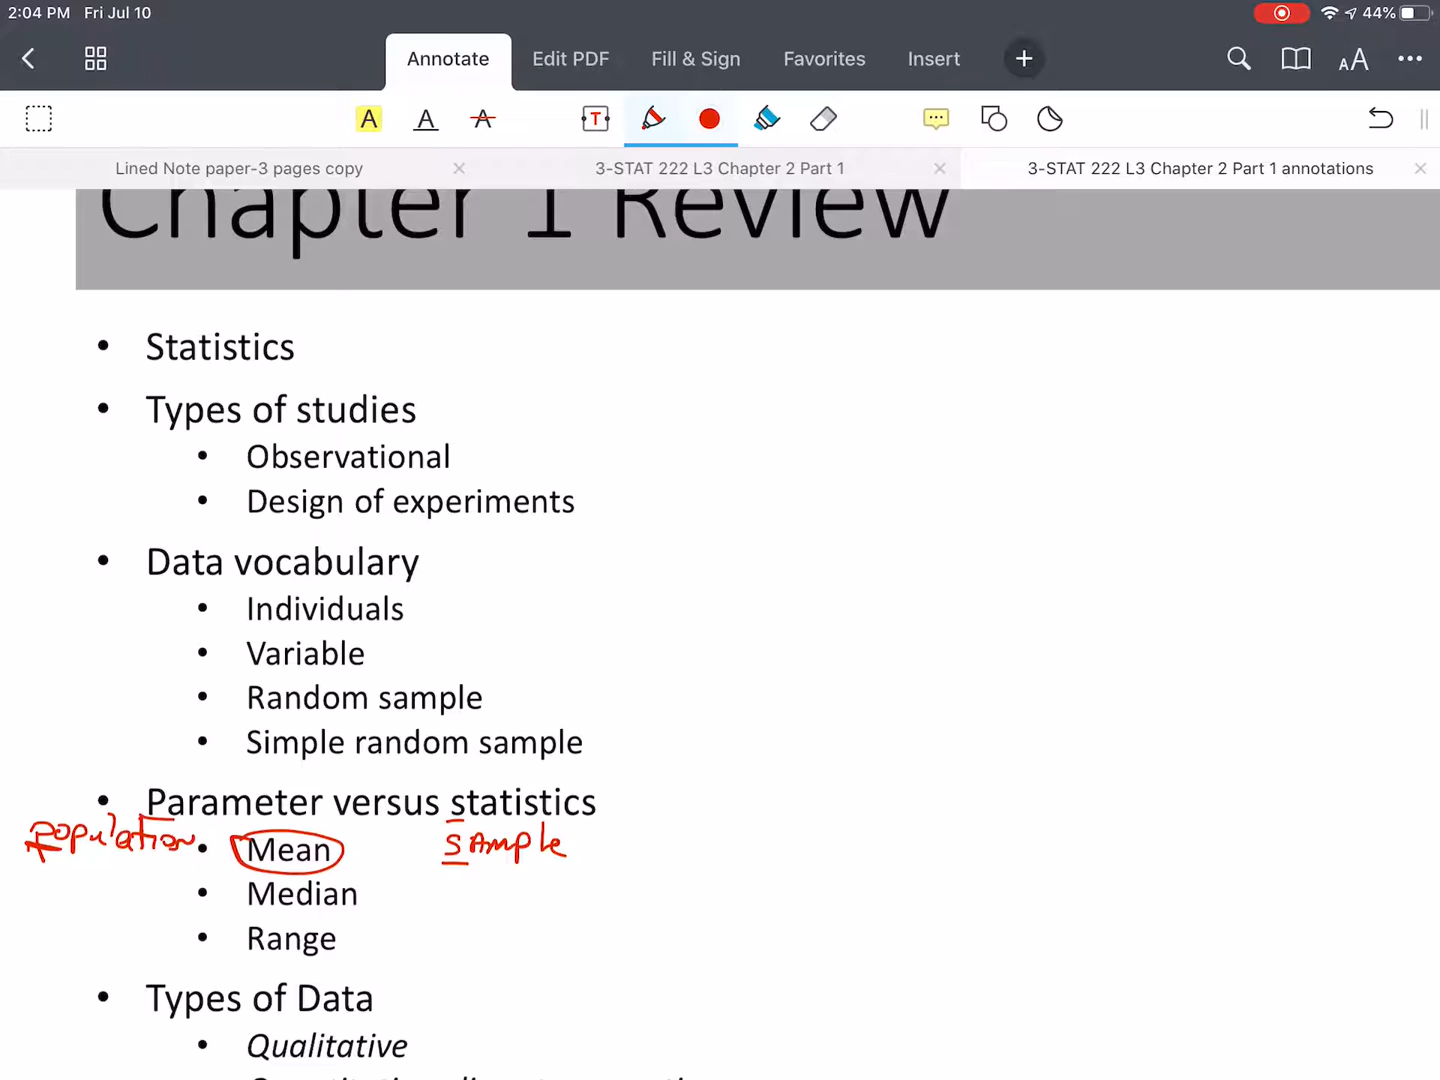 2:04 PM Fri Jul 10 44%
Annotate Edit PDF Fill & Sign Favorites Insert
A A A T
Lined Note paper-3 pages copy 3-STAT 222 L3 Chapter 2 Part 1 3-STAT 222 L3 Chapter 2 Part 1 annotations
Chapter 1 Review
• Statistics
• Types of studies
• Observational
• Design of experiments
• Data vocabulary
• Individuals
• Variable
• Random sample
• Simple random sample
• Parameter versus statistics
Population • Mean SAmple
• Median
• Range
• Types of Data
• Qualitative